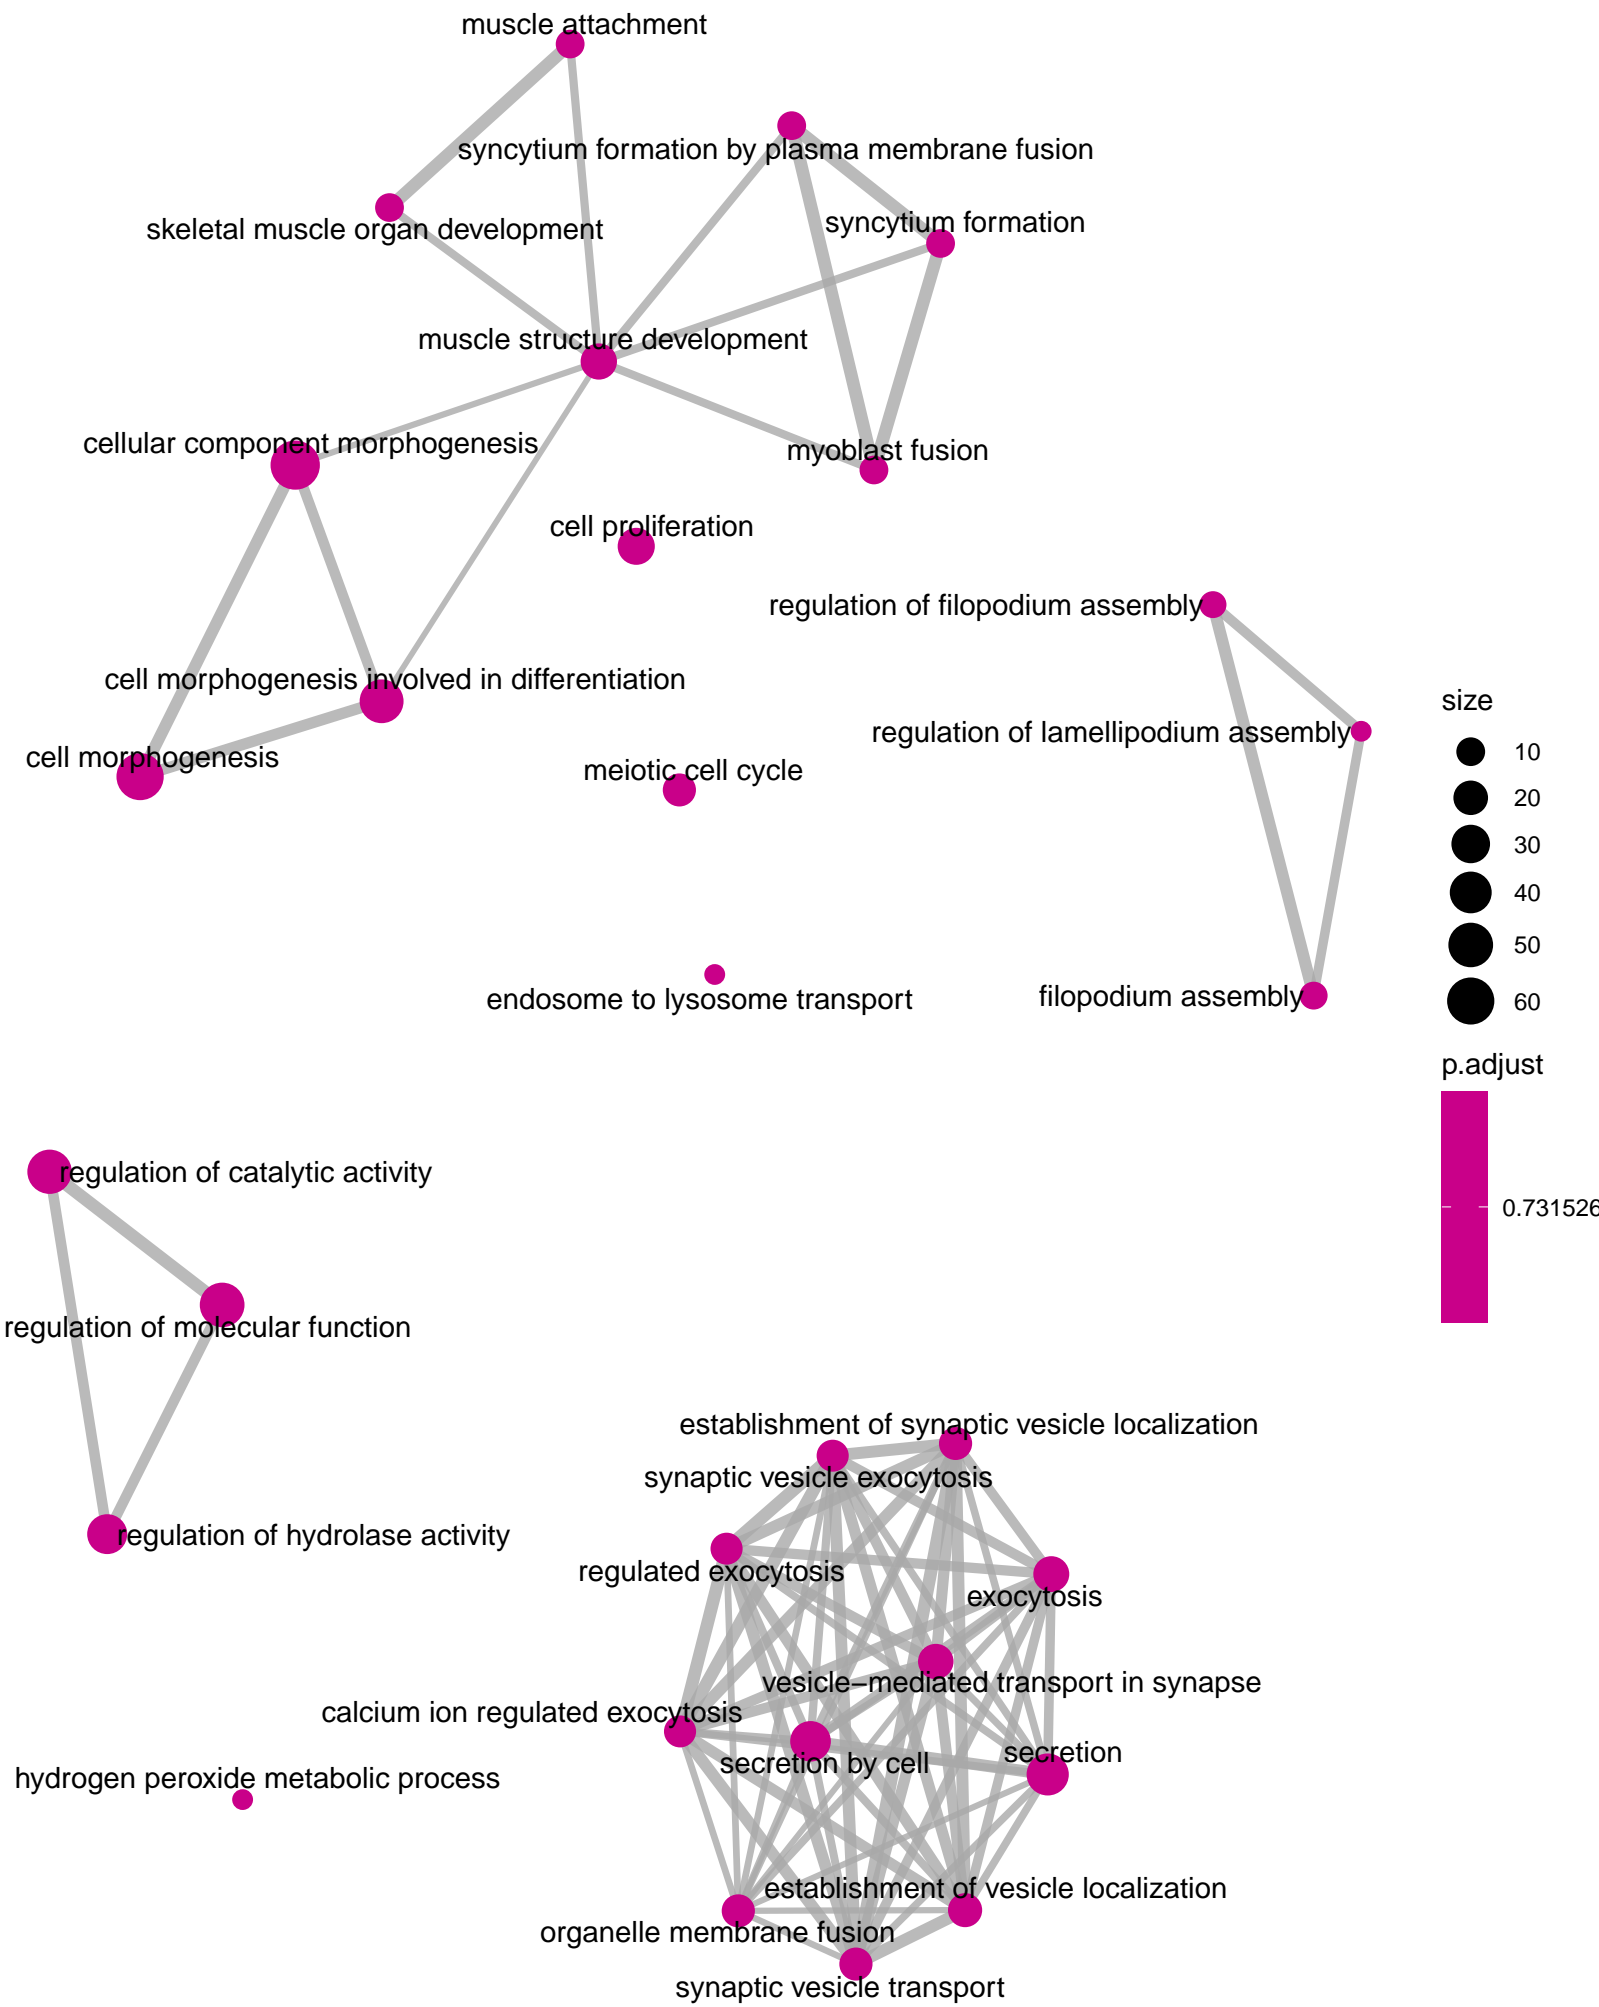 muscle attachment
syncytium formation by plasma membrane fusion
syncytium formation
skeletal muscle organ development
muscle structure development
cellular component morphogenesis
myoblast fusion
cell proliferation
regulation of filopodium assembly
cell morphogenesis involved in differentiation
regulation of lamellipodium assembly
cell morphogenesis
meiotic cell cycle
endosome to lysosome transport
filopodium assembly
size
10
20
30
40
50
60
p.adjust
0.731526
regulation of catalytic activity
regulation of molecular function
regulation of hydrolase activity
establishment of synaptic vesicle localization
synaptic vesicle exocytosis
regulated exocytosis
exocytosis
vesicle−mediated transport in synapse
calcium ion regulated exocytosis
secretion by cell
secretion
hydrogen peroxide metabolic process
establishment of vesicle localization
organelle membrane fusion
synaptic vesicle transport